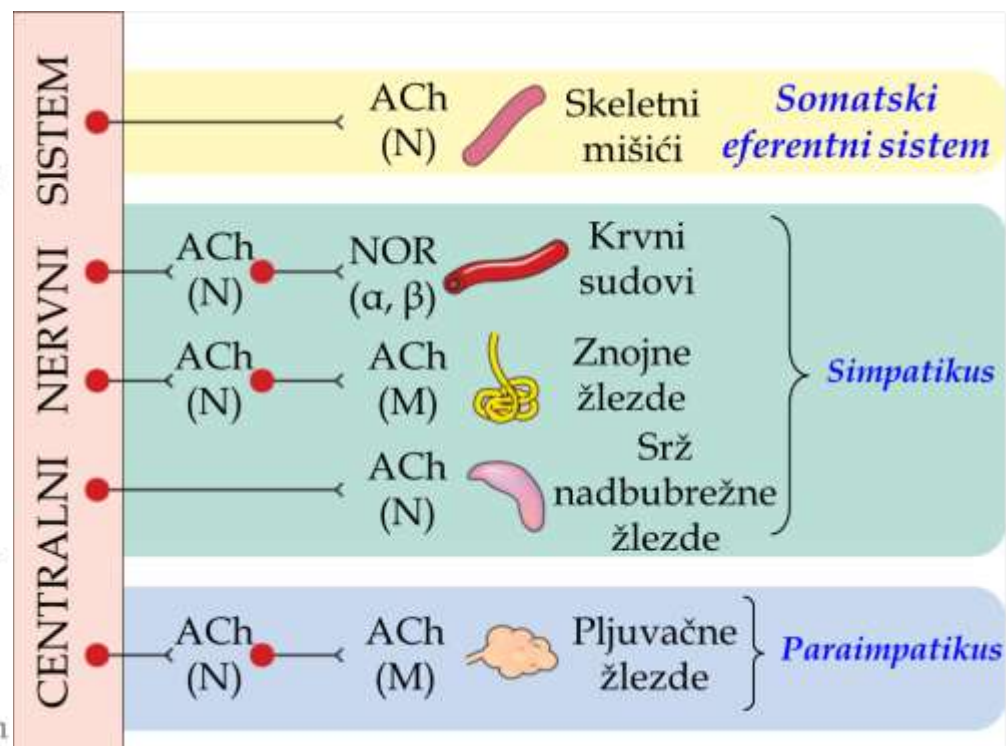 CENTRALNI NERVNI SISTEM
ACh
(N)
Skeletni
mišići
Somatski
eferentni sistem
ACh
(N)
NOR
(α, β)
Krvni
sudovi
ACh
(N)
ACh
(M)
Znojne
žlezde
Simpatikus
ACh
(N)
Srž
nadbubrežne
žlezde
ACh
(N)
ACh
(M)
Pljuvačne
žlezde
Paraimpatikus